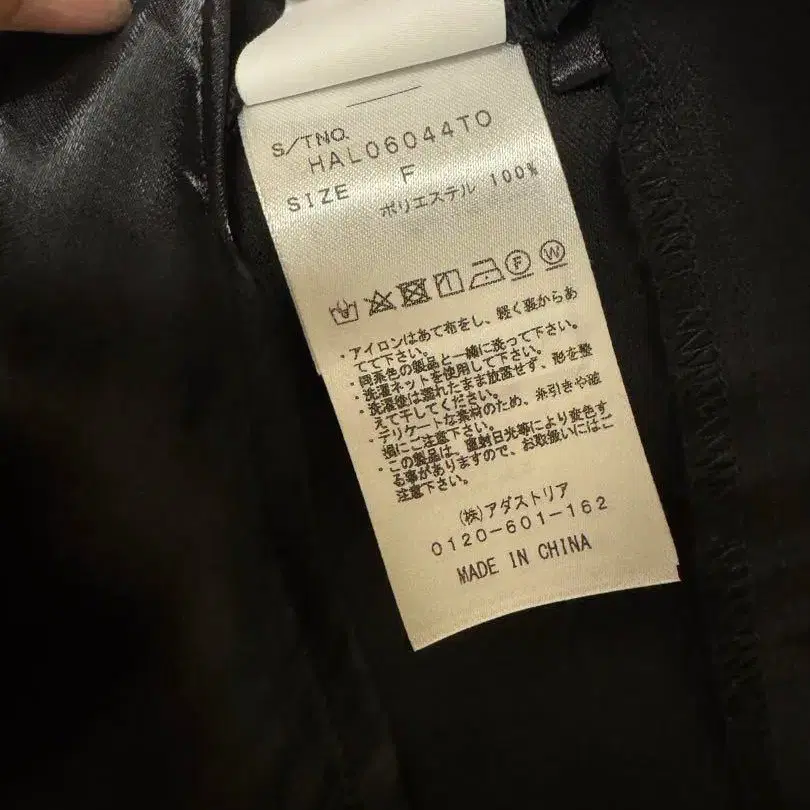 S/TNO.
HAL06044TO
SIZE F
ポリエステル 100%
F W
・アイロンはあて布をし、軽く裏からあ
てて下さい。
・同系色の製品と一緒に洗って下さい。
・洗濯ネットを使用して下さい。
・洗濯後は濡れたまま放置せず、形を整
えて干してください。
・デリケートな素材のため、糸引きや破
損にご注意下さい。
・この製品は、直射日光等により変色す
る事がありますので、お取扱いにはご
注意下さい。
(株)アダストリア
0120-601-162
MADE IN CHINA